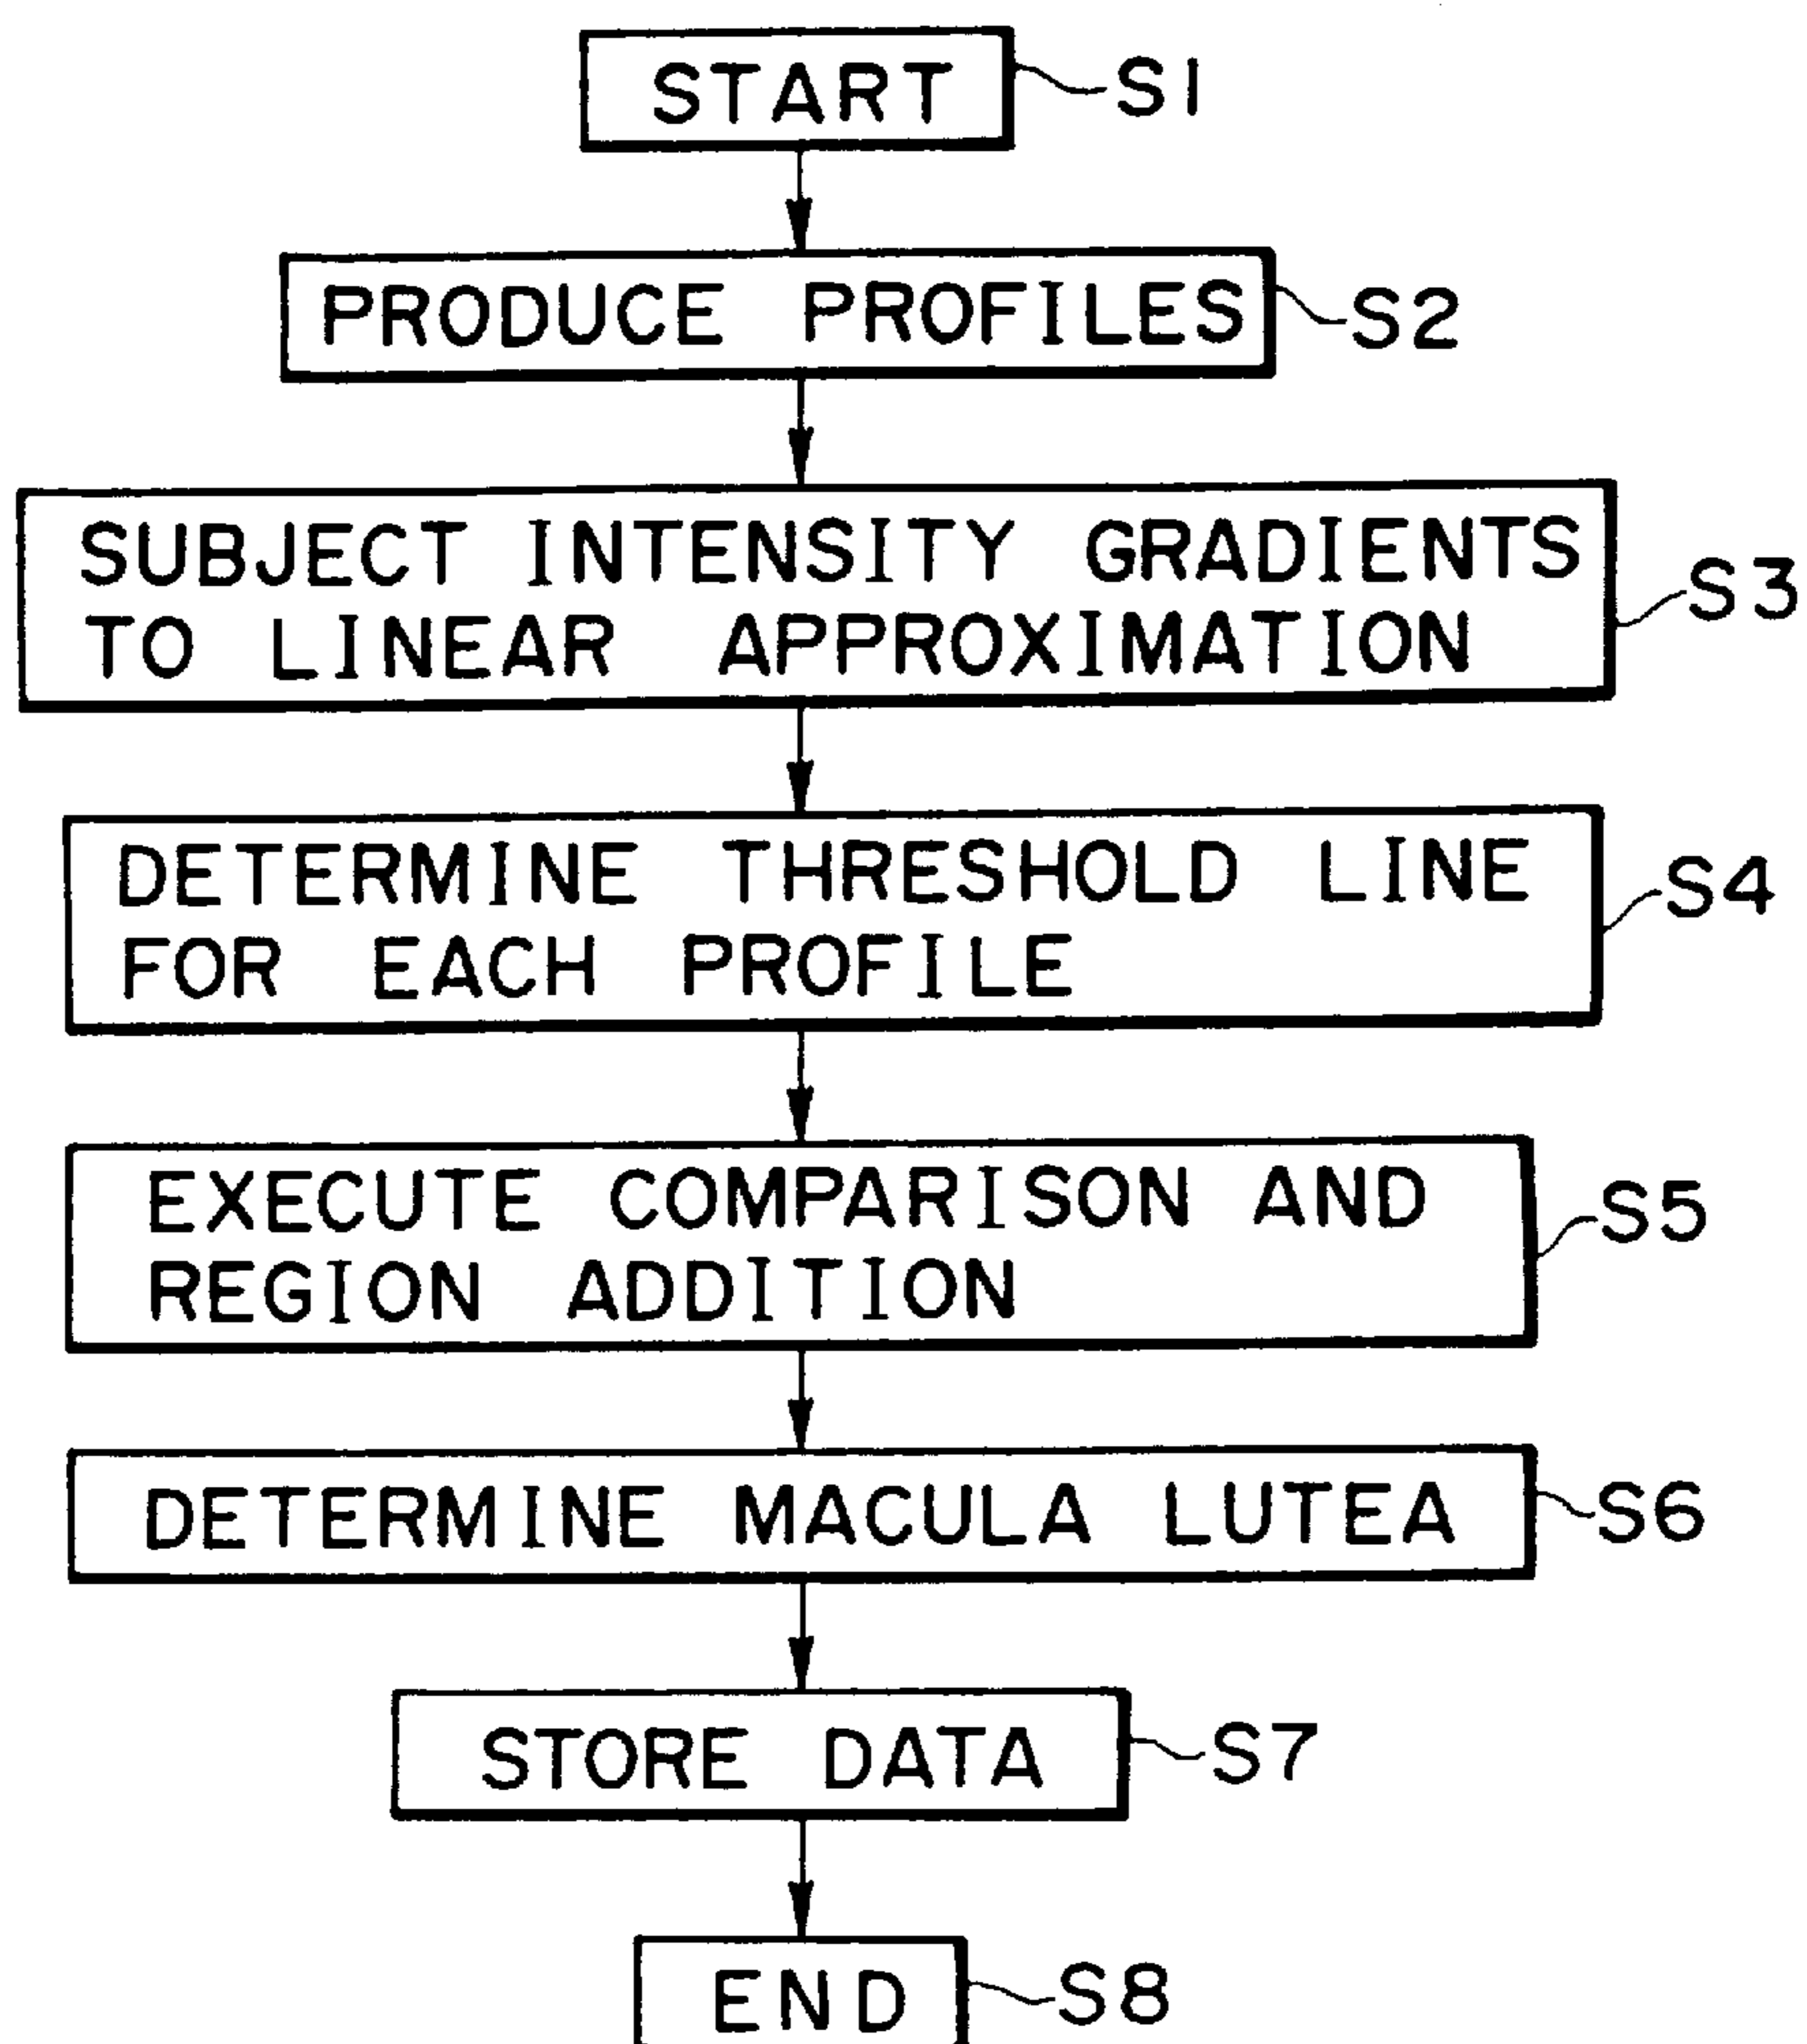 START S1
PRODUCE PROFILES S2
SUBJECT INTENSITY GRADIENTS
TO LINEAR APPROXIMATION S3
DETERMINE THRESHOLD LINE
FOR EACH PROFILE S4
EXECUTE COMPARISON AND
REGION ADDITION S5
DETERMINE MACULA LUTEA S6
STORE DATA S7
END S8